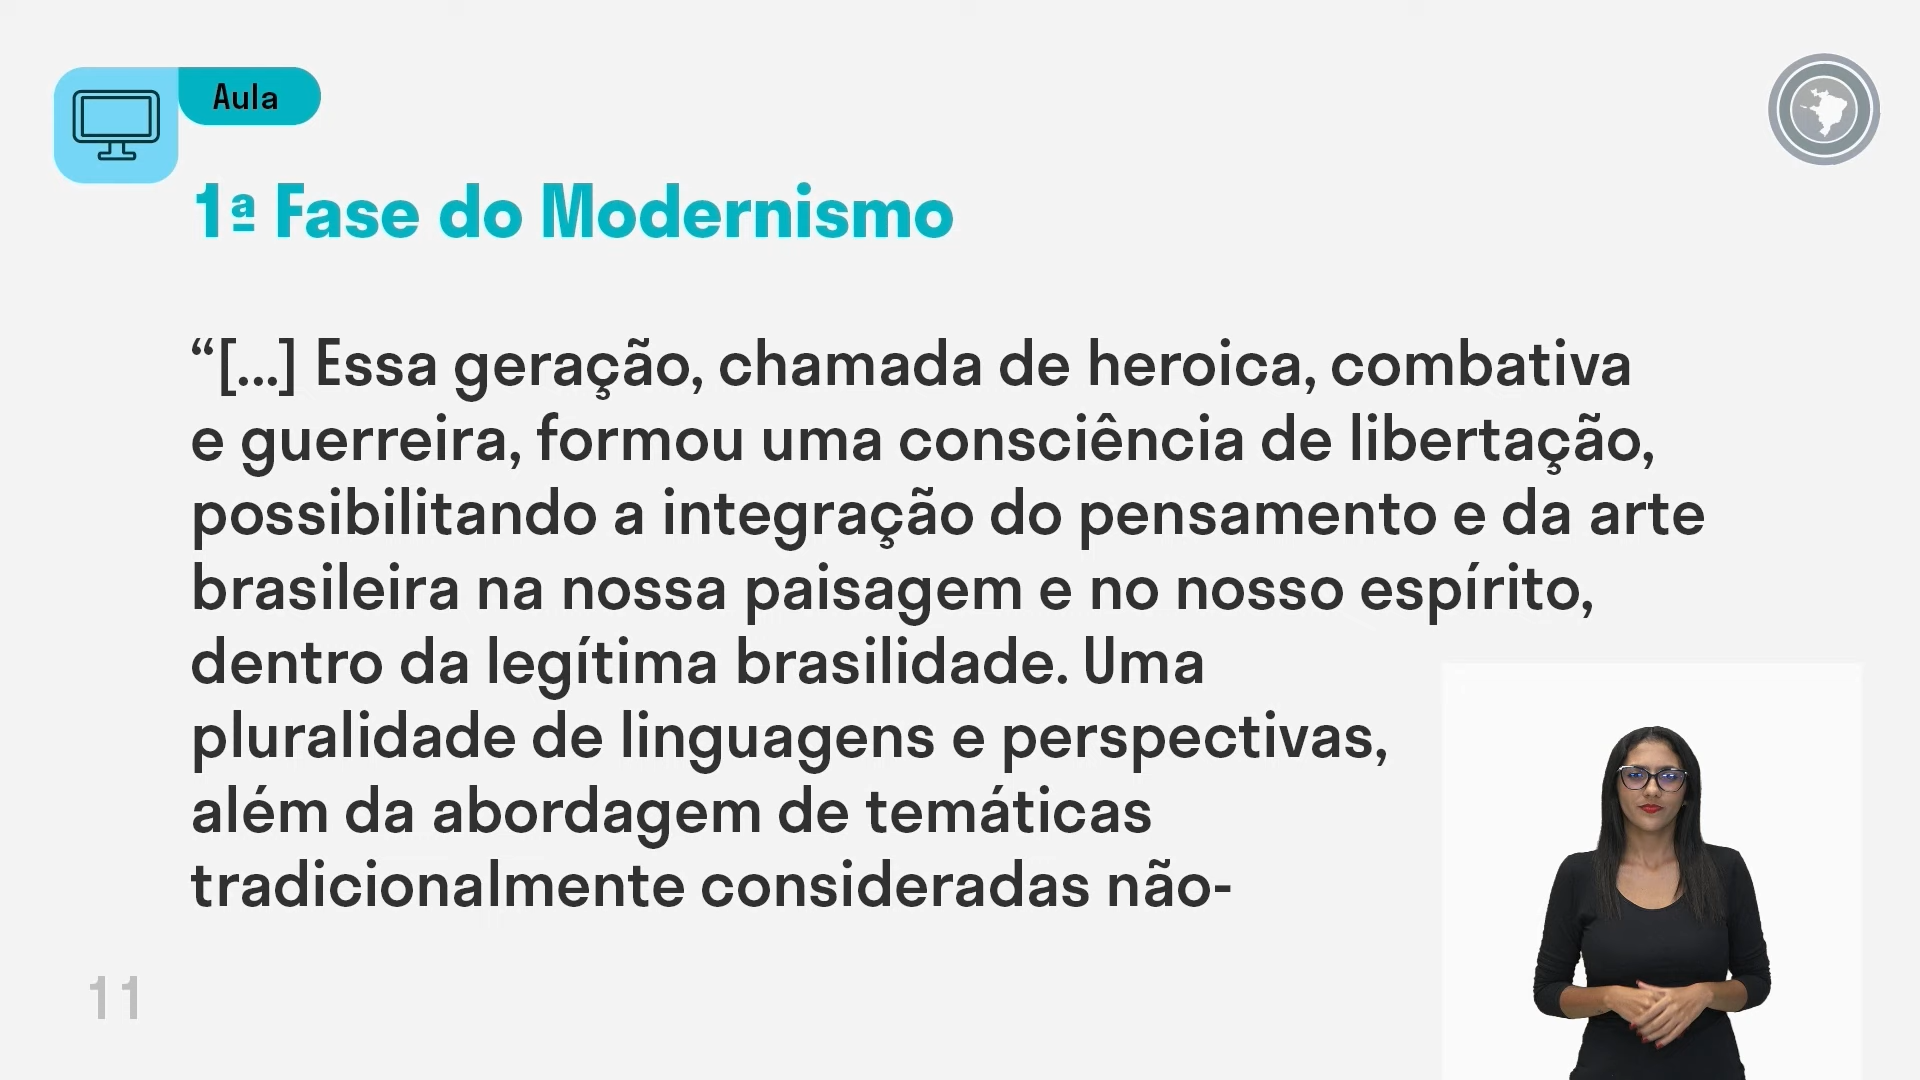 Aula
1ª Fase do Modernismo
“[...] Essa geração, chamada de heroica, combativa
e guerreira, formou uma consciência de libertação,
possibilitando a integração do pensamento e da arte
brasileira na nossa paisagem e no nosso espírito,
dentro da legítima brasilidade. Uma
pluralidade de linguagens e perspectivas,
além da abordagem de temáticas
tradicionalmente consideradas não-
11